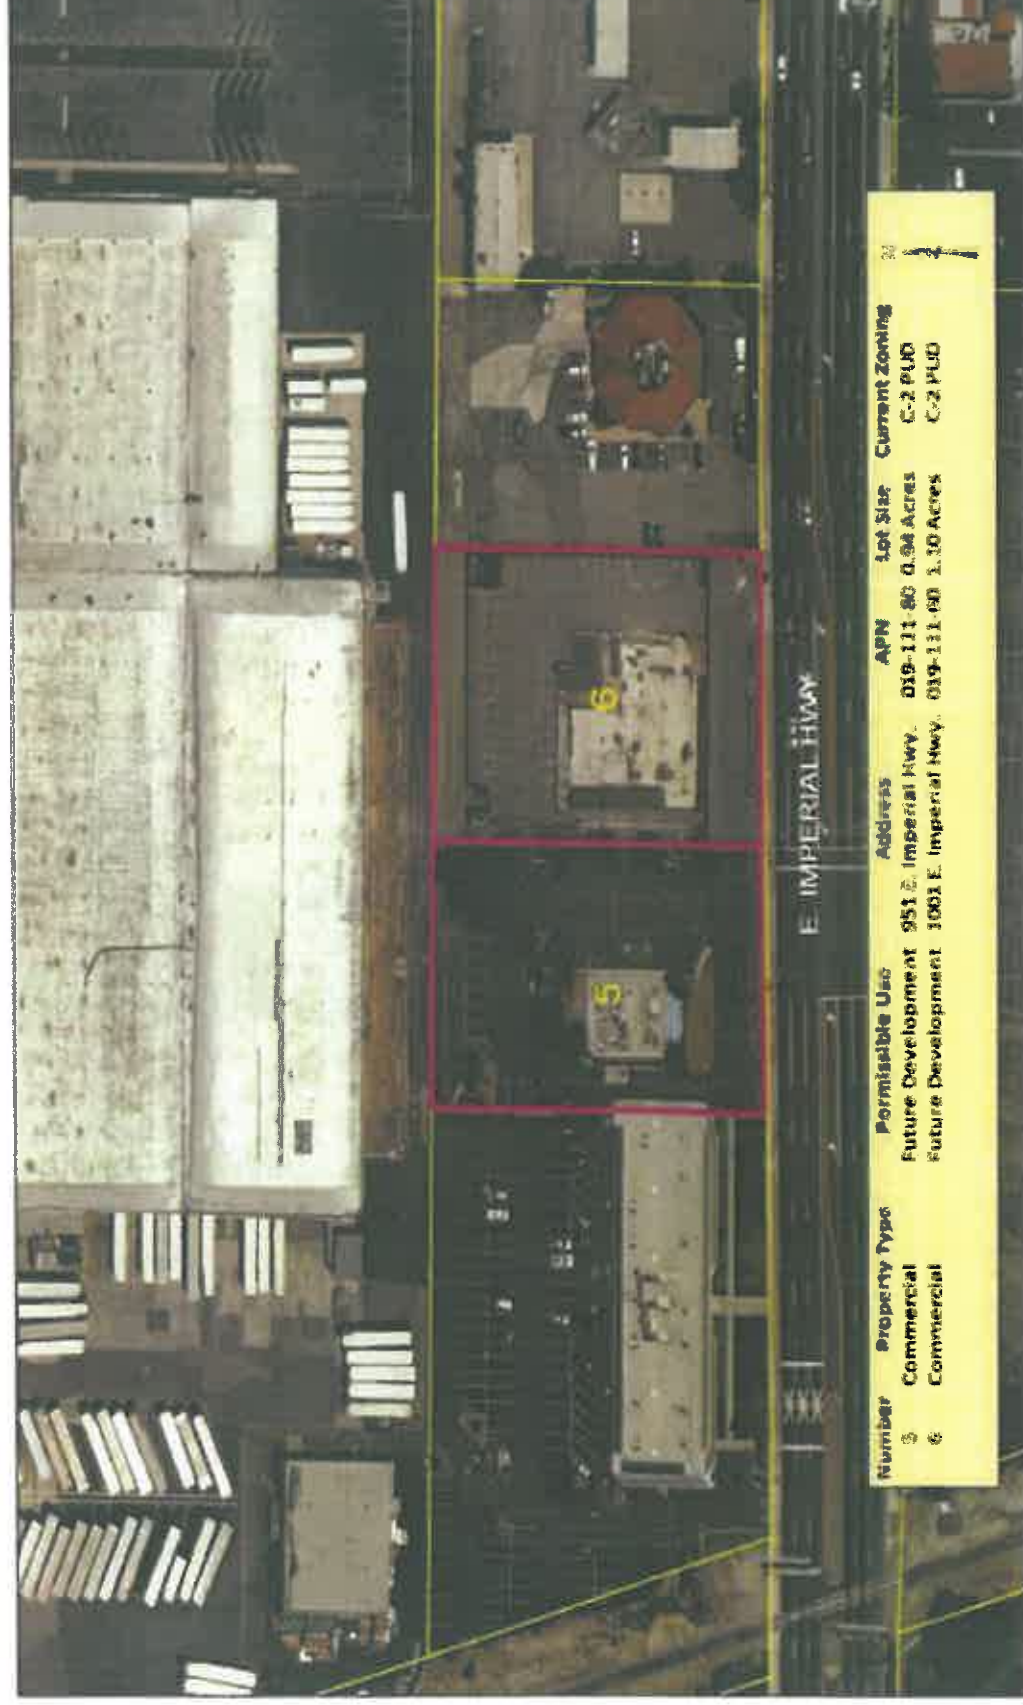 5
6
E. IMPERIAL HWY
Number Property Type Permissible Use Address APN Lot Size Current Zoning
5 Commercial Future Development 951 E. Imperial Hwy. 019-111-80 0.94 Acres C-2 PUD
6 Commercial Future Development 1001 E. Imperial Hwy. 019-111- 1.10 Acres C-2 PUD